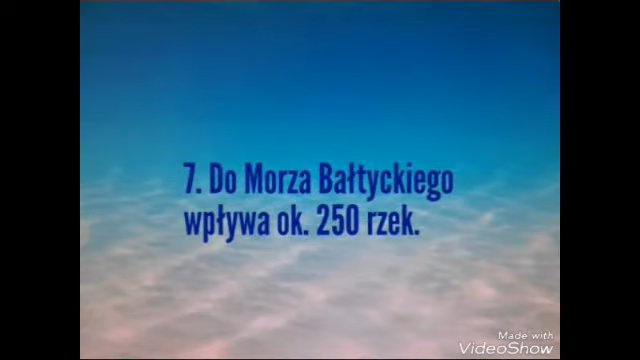 7. Do Morza Bałtyckiego
wpływa ok. 250 rzek.
Made with
VideoShow